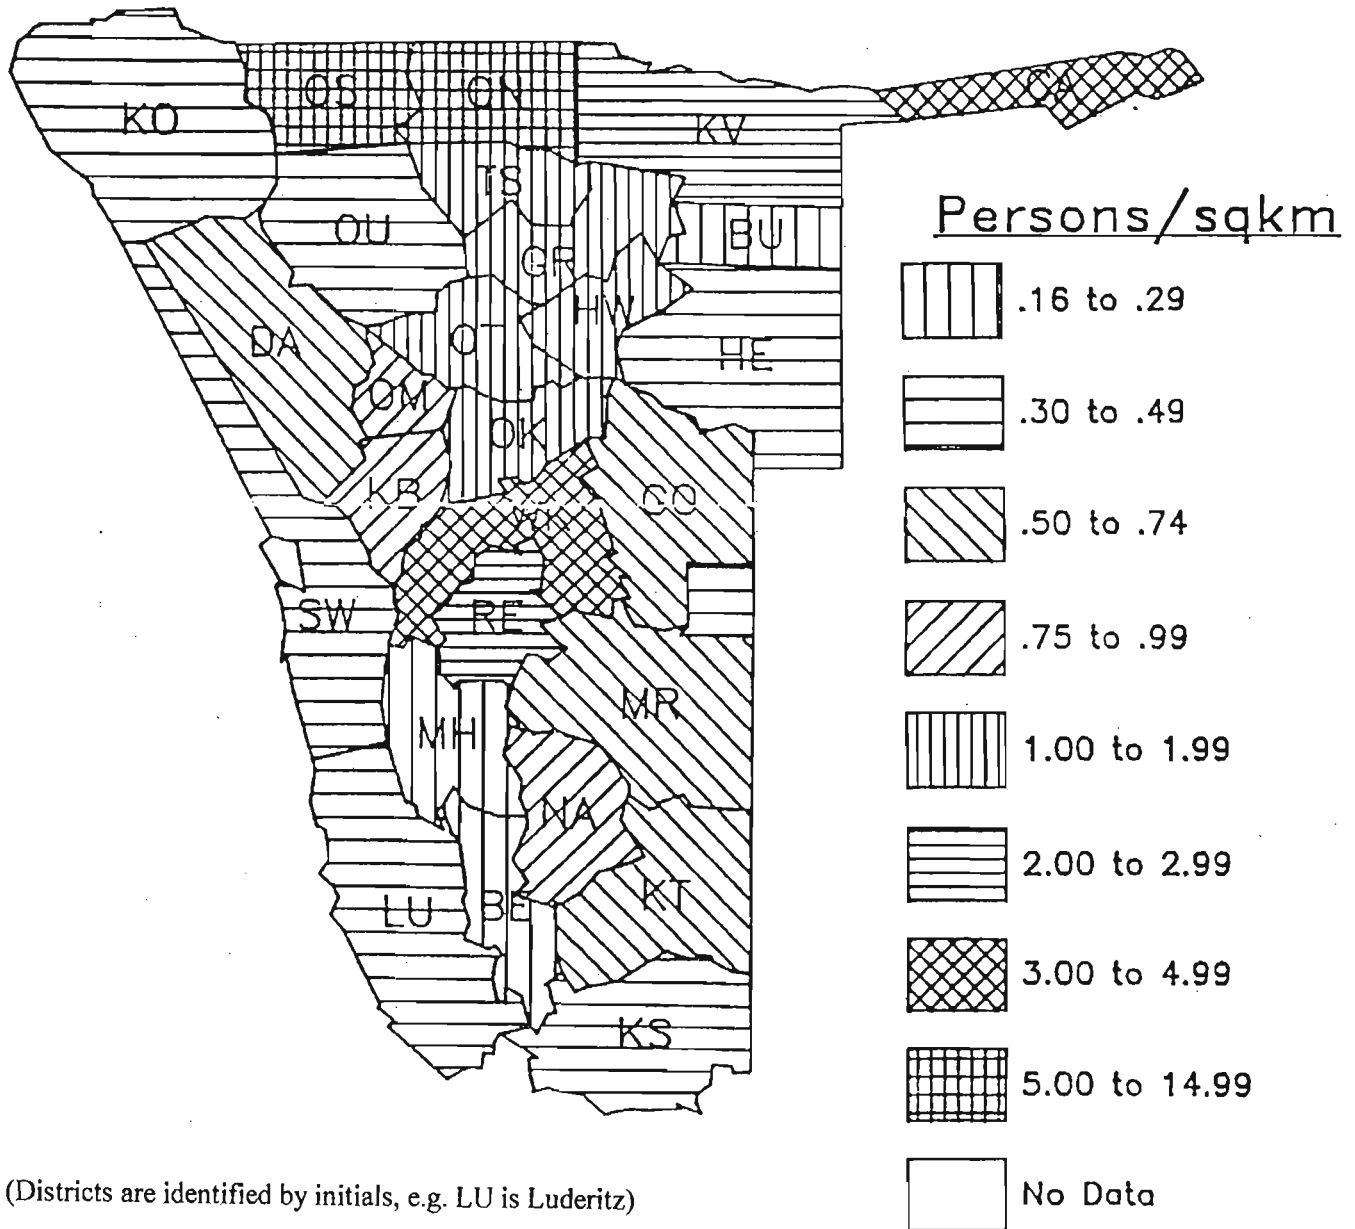 OS
ON
CA
KO
KV
TS
OU
BU
GR
HW
DA
OT
HE
OM
OK
KB
GO
WK
SW
RE
MR
MH
NA
KT
LU
BE
KS
Persons/sqkm
.16 to .29
.30 to .49
.50 to .74
.75 to .99
1.00 to 1.99
2.00 to 2.99
3.00 to 4.99
5.00 to 14.99
No Data
(Districts are identified by initials, e.g. LU is Luderitz)